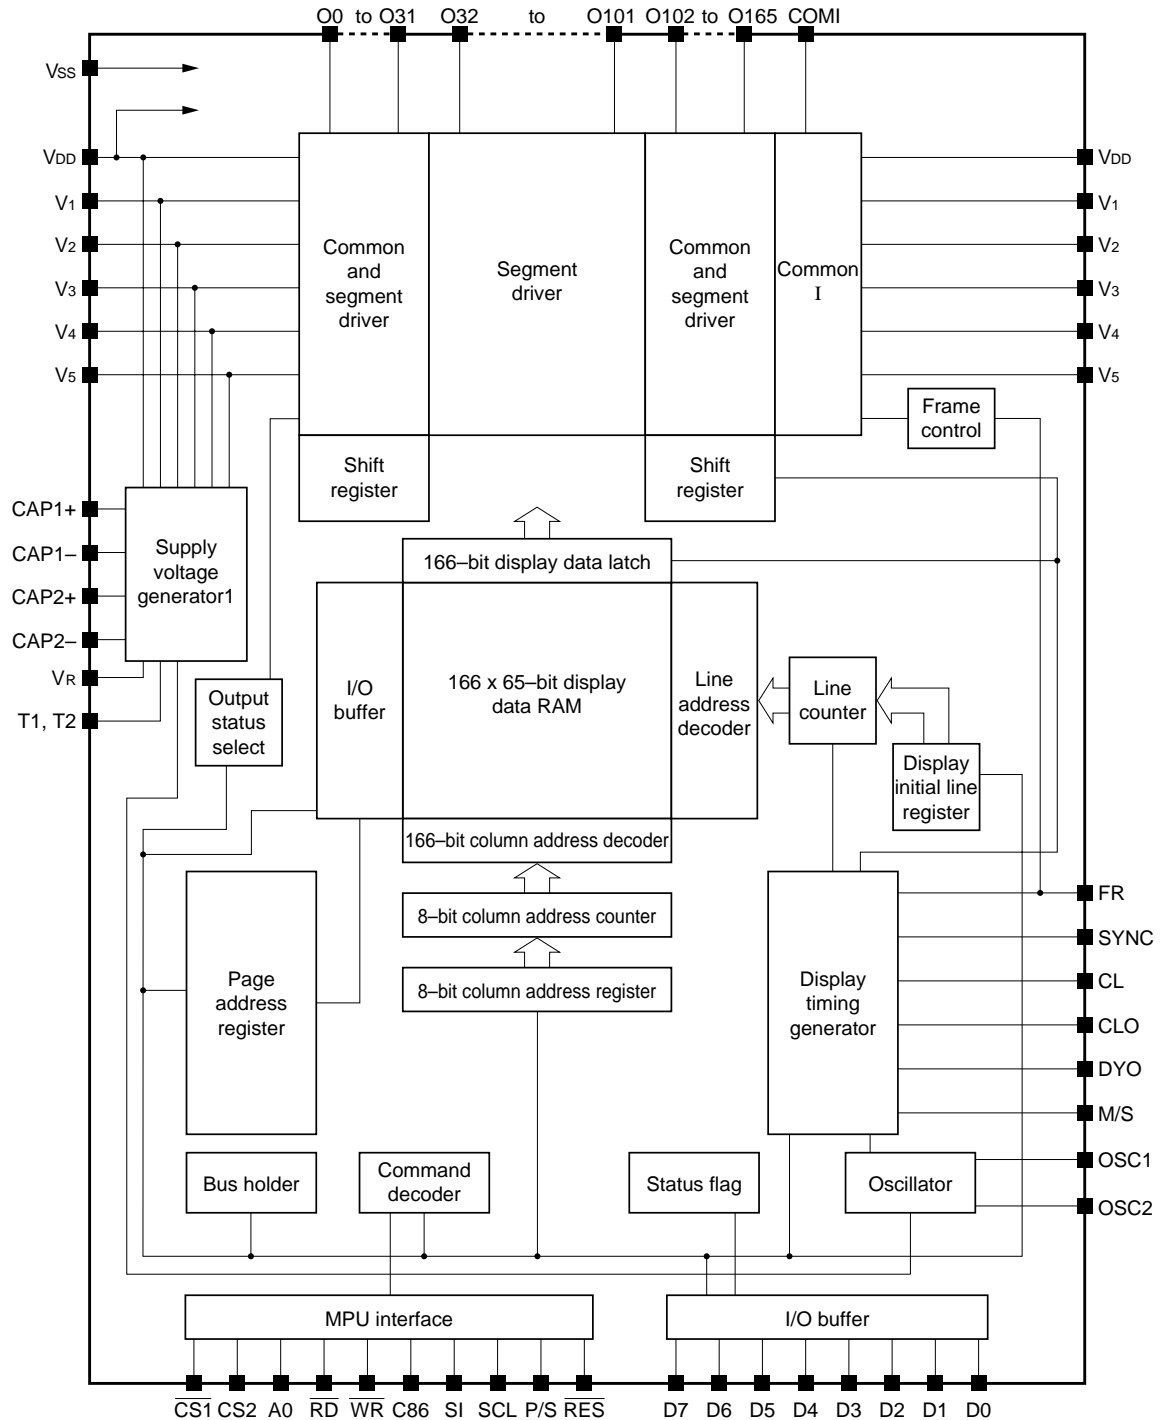 O0 to O31 O32 to O101 O102 to O165 COMI
VSS
VDD
V1
V2
V3
V4
V5
VDD
V1
V2
V3
V4
V5
Common
and
segment
driver
Segment
driver
Common
and
segment
driver
Common
I
Frame
control
Shift
register
Shift
register
CAP1+
CAP1–
CAP2+
CAP2–
VR
T1, T2
Supply
voltage
generator1
166–bit display data latch
Output
status
select
I/O
buffer
166 x 65–bit display
data RAM
Line
address
decoder
Line
counter
Display
initial line
register
166–bit column address decoder
8–bit column address counter
8–bit column address register
Page
address
register
Display
timing
generator
FR
SYNC
CL
CLO
DYO
M/S
OSC1
OSC2
Bus holder
Command
decoder
Status flag
Oscillator
MPU interface
I/O buffer
C̅S̅1̅ CS2 A0 R̅D̅ W̅R̅ C86 SI SCL P/S R̅E̅S̅ D7 D6 D5 D4 D3 D2 D1 D0